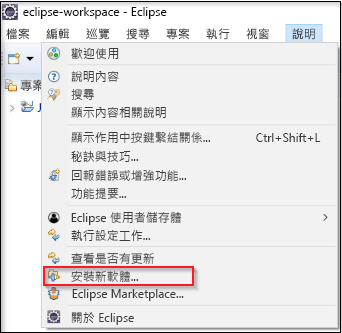 eclipse-workspace - Eclipse
檔案 編輯 巡覽 搜尋 專案 執行 視窗 說明
歡迎使用
專案
說明內容
搜尋
J
顯示內容相關說明
顯示作用中按鍵繫結關係... Ctrl+Shift+L
秘訣與技巧...
回報錯誤或增強功能...
功能提要...
Eclipse 使用者儲存體
執行設定工作...
查看是否有更新
安裝新軟體...
Eclipse Marketplace...
關於 Eclipse